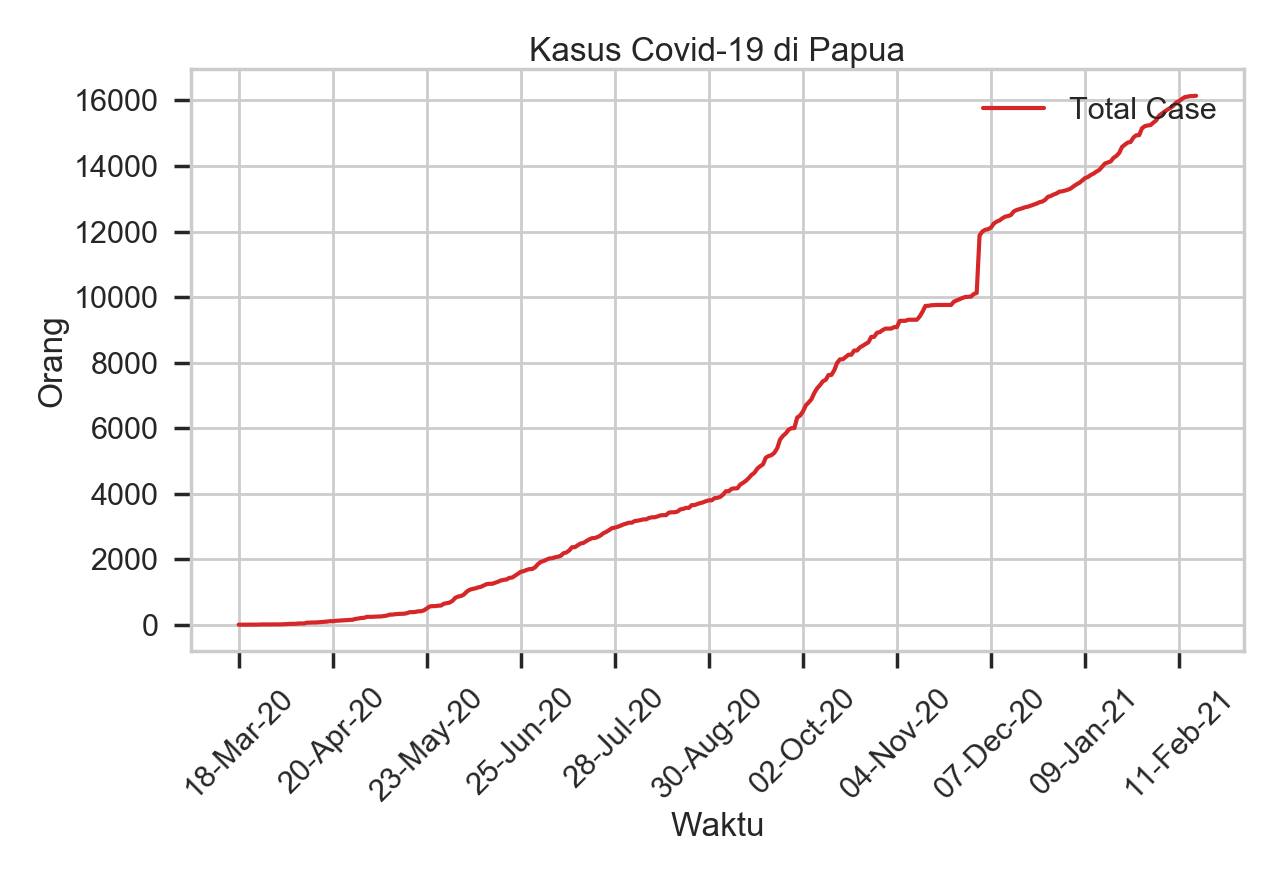 Kasus Covid-19 di Papua
Total Case
16000
14000
12000
10000
8000
6000
4000
2000
0
Orang
18-Mar-20
20-Apr-20
23-May-20
25-Jun-20
28-Jul-20
30-Aug-20
02-Oct-20
04-Nov-20
07-Dec-20
09-Jan-21
11-Feb-21
Waktu